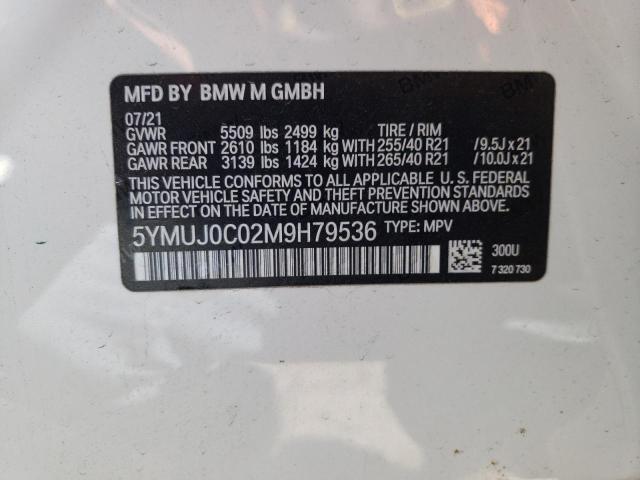 MFD BY BMW M GMBH
07/21
GVWR 5509 lbs 2499 kg TIRE / RIM
GAWR FRONT 2610 lbs 1184 kg WITH 255/40 R21 /9.5J x 21
GAWR REAR 3139 lbs 1424 kg WITH 265/40 R21 /10.0J x 21
THIS VEHICLE CONFORMS TO ALL APPLICABLE U. S. FEDERAL
MOTOR VEHICLE SAFETY AND THEFT PREVENTION STANDARDS
IN EFFECT ON THE DATE OF MANUFACTURE SHOWN ABOVE.
5YMUJ0C02M9H79536 TYPE: MPV
300U
7 320 730